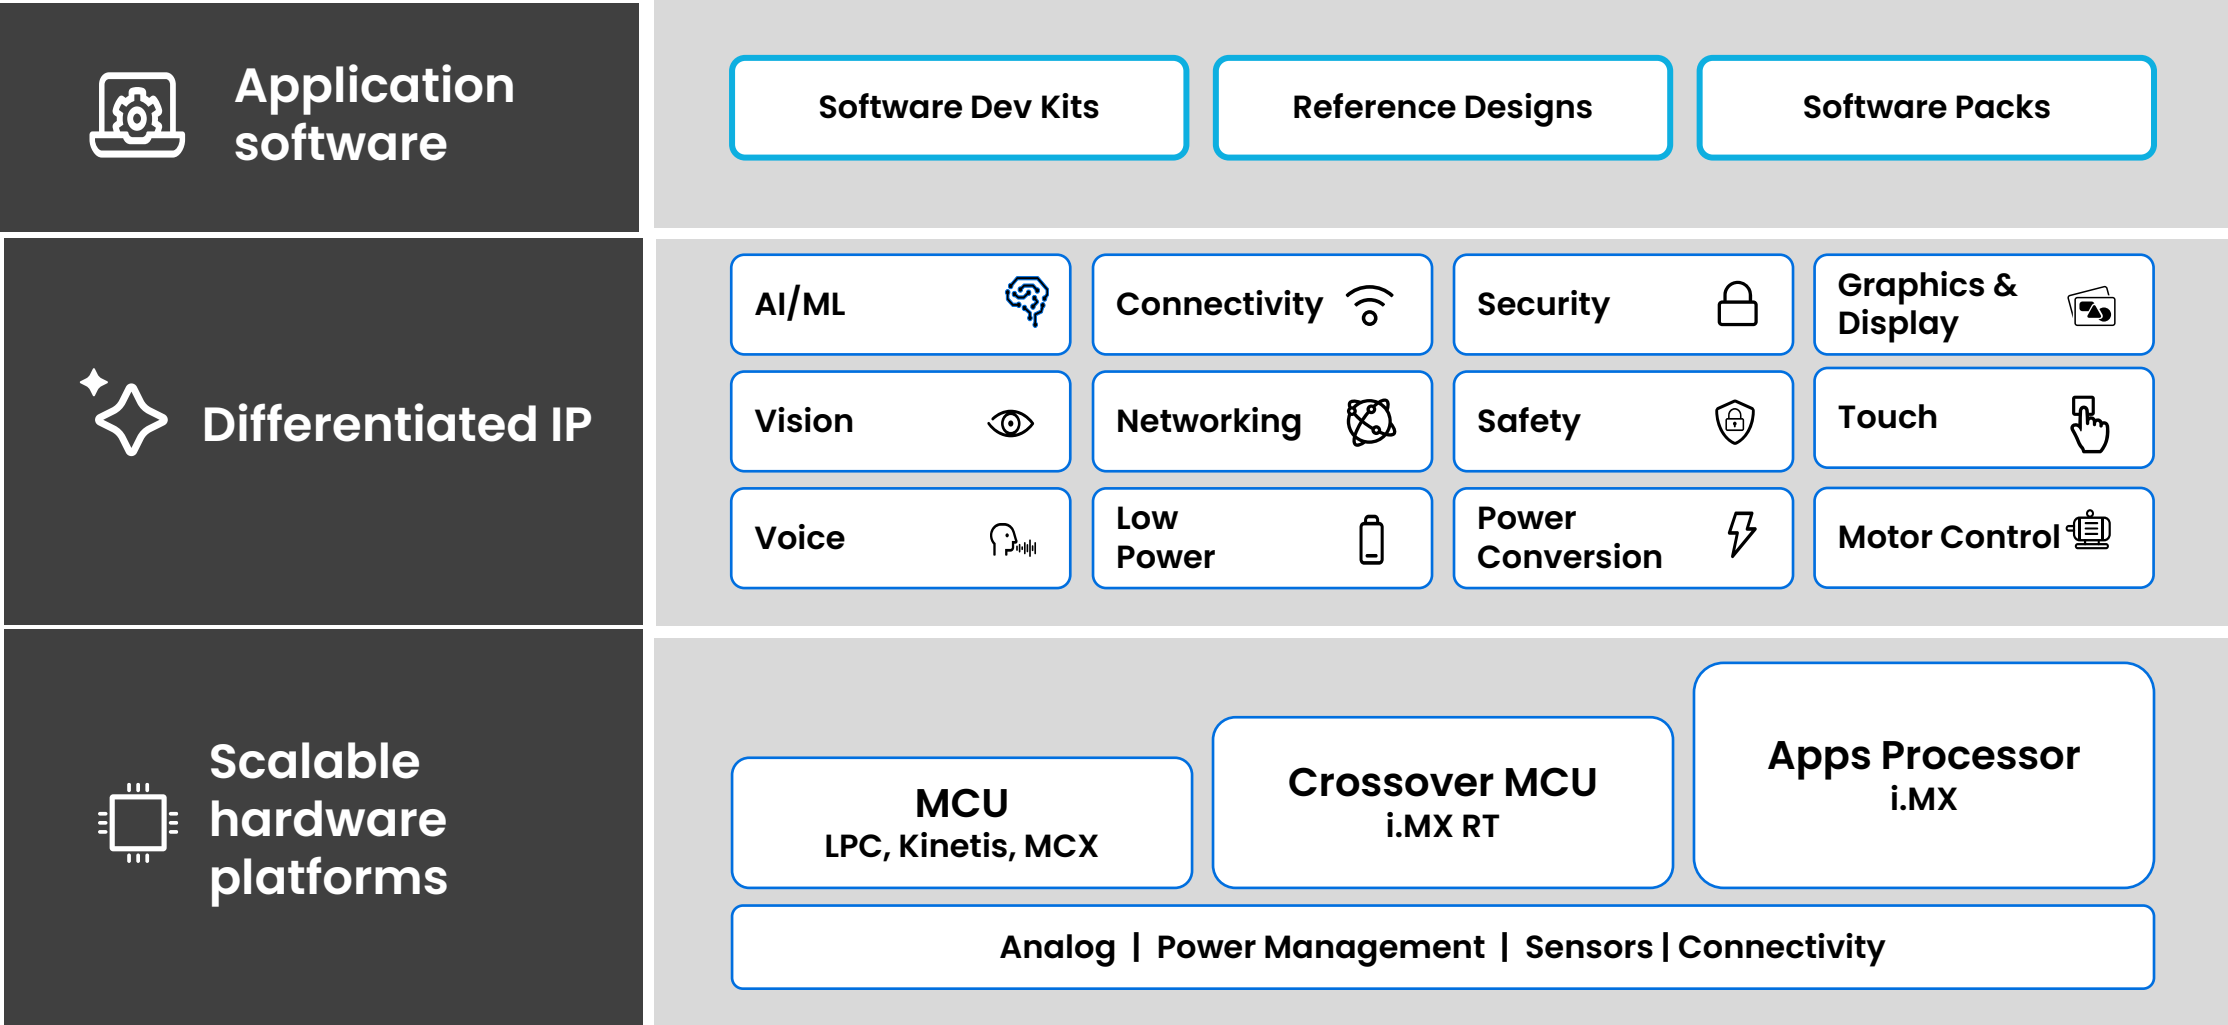 Application
software
Software Dev Kits
Reference Designs
Software Packs
Differentiated IP
AI/ML
Connectivity
Security
Graphics &
Display
Vision
Networking
Safety
Touch
Voice
Low
Power
Power
Conversion
Motor Control
Scalable
hardware
platforms
MCU
LPC, Kinetis, MCX
Crossover MCU
i.MX RT
Apps Processor
i.MX
Analog | Power Management | Sensors | Connectivity